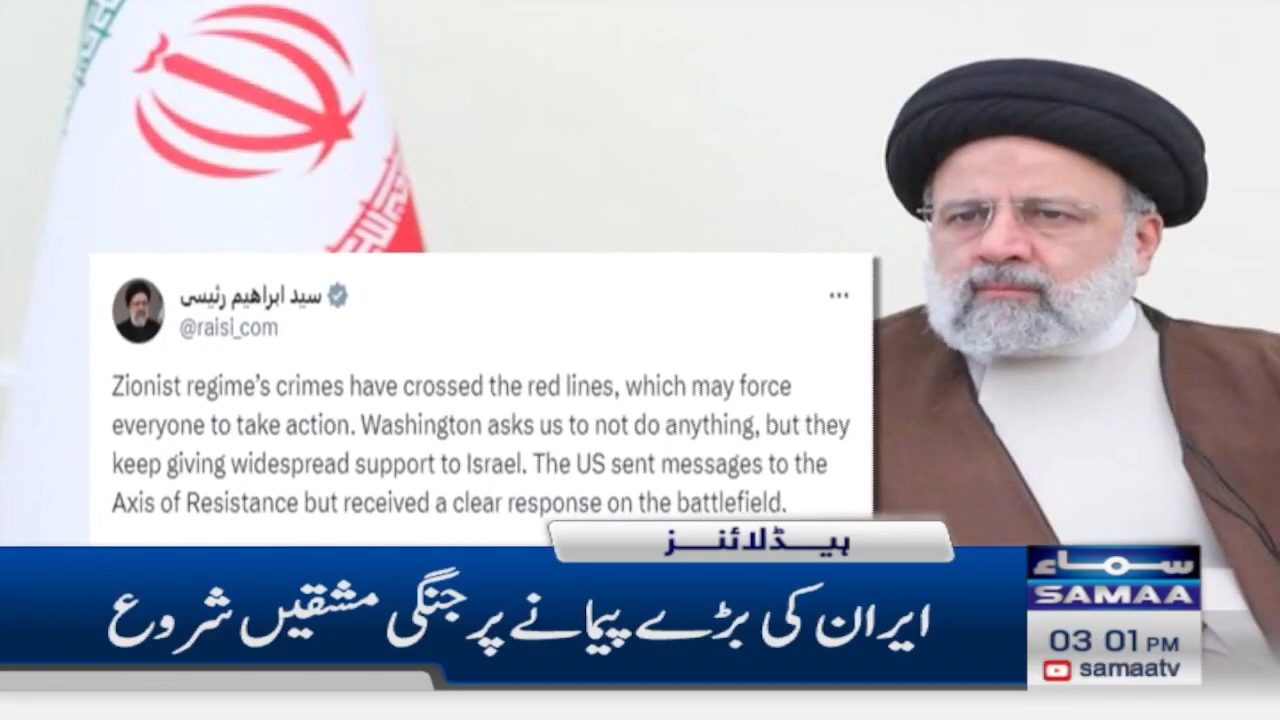 سید ابراهیم رئیسی
@raisi_com
Zionist regime's crimes have crossed the red lines, which may force
everyone to take action. Washington asks us to not do anything, but they
keep giving widespread support to Israel. The US sent messages to the
Axis of Resistance but received a clear response on the battlefield.
ہیڈلائنز
ایران کی بڑے پیمانے پر جنگی مشقیں شروع
سماء
SAMAA
03 01 PM
samaatv